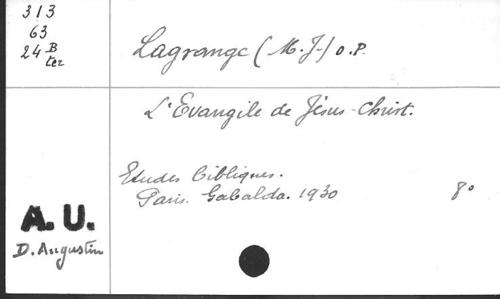 313
63
24 B
ter
Lagrange (M. J.) O.P.
L'Evangile de Jésus-Christ.
Etudes bibliques.
Paris. Gabalda. 1930 8°
A. U.
D. Augustin